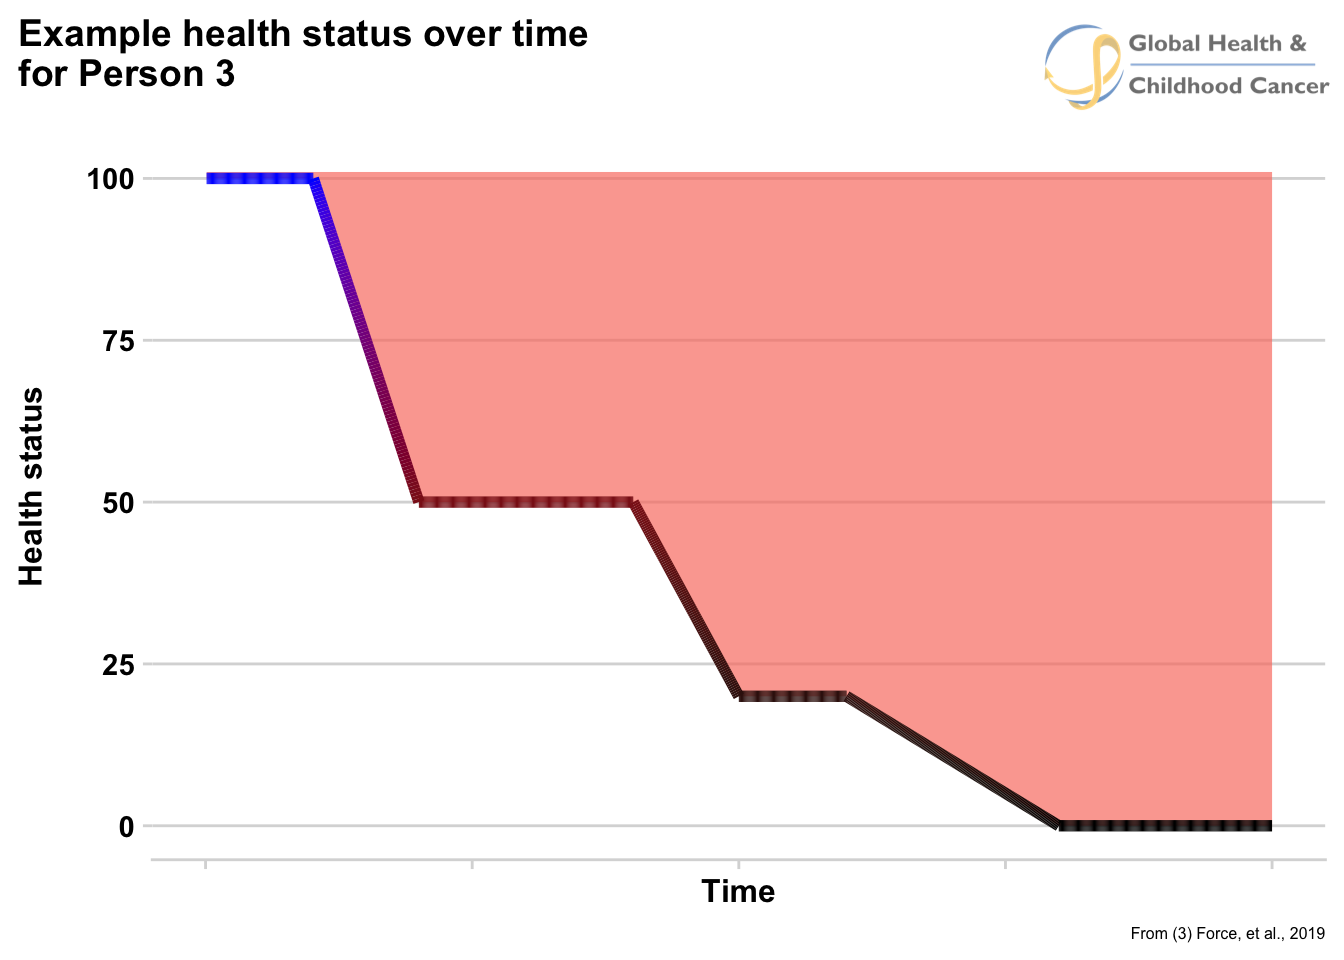 Example health status over time
for Person 3
Global Health &
Childhood Cancer
100
75
50
25
0
Health status
Time
From (3) Force, et al., 2019